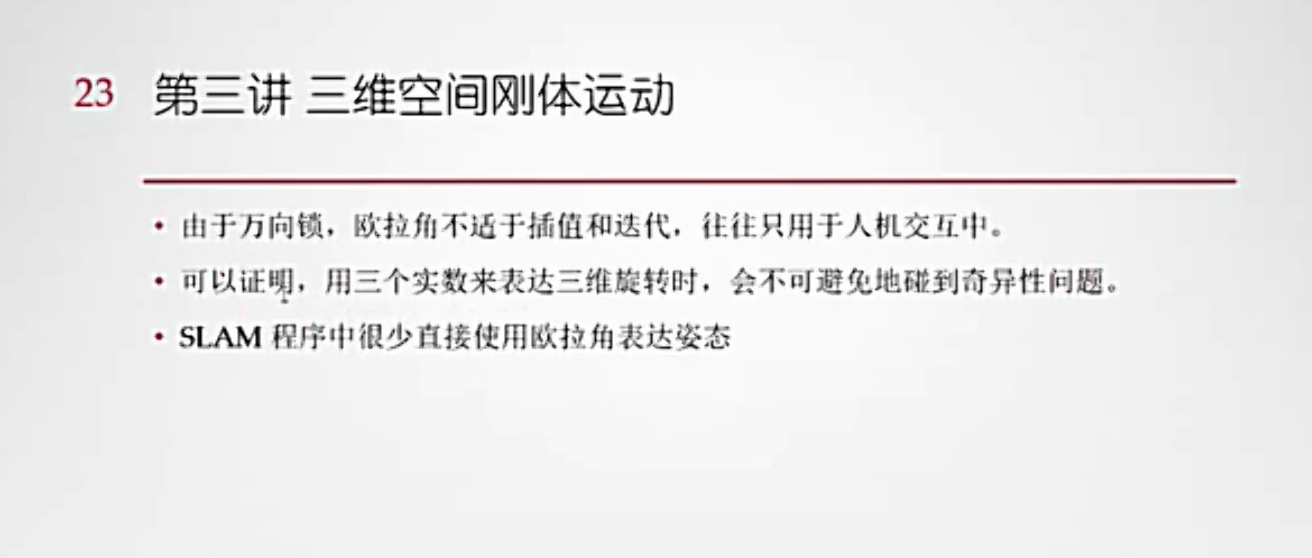 23 第三讲 三维空间刚体运动
• 由于万向锁，欧拉角不适于插值和迭代，往往只用于人机交互中。
• 可以证明，用三个实数来表达三维旋转时，会不可避免地碰到奇异性问题。
• SLAM 程序中很少直接使用欧拉角表达姿态